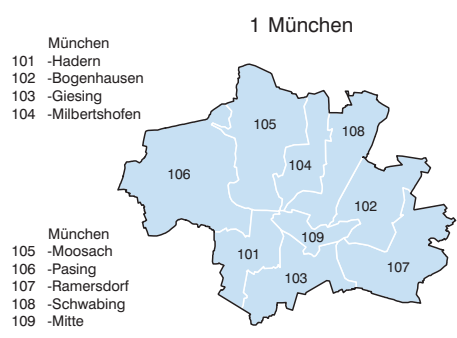 1 München
München
101 -Hadern
102 -Bogenhausen
103 -Giesing
104 -Milbertshofen
München
105 -Moosach
106 -Pasing
107 -Ramersdorf
108 -Schwabing
109 -Mitte
105
108
104
106
102
109
101
107
103